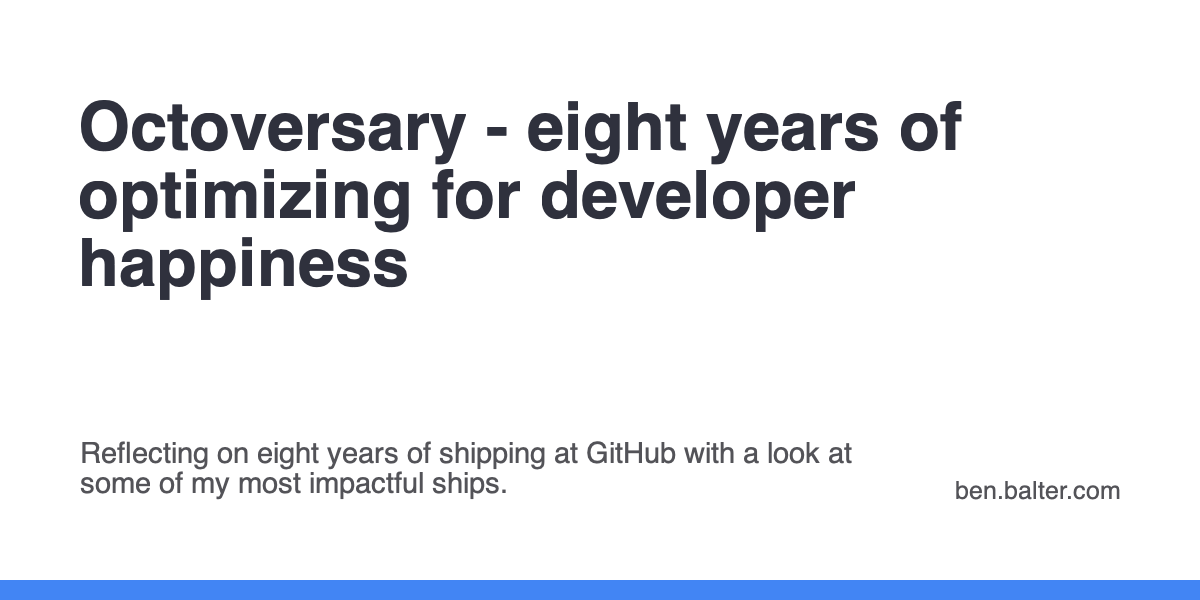 Octoversary - eight years of
optimizing for developer
happiness
Reflecting on eight years of shipping at GitHub with a look at
some of my most impactful ships.
ben.balter.com